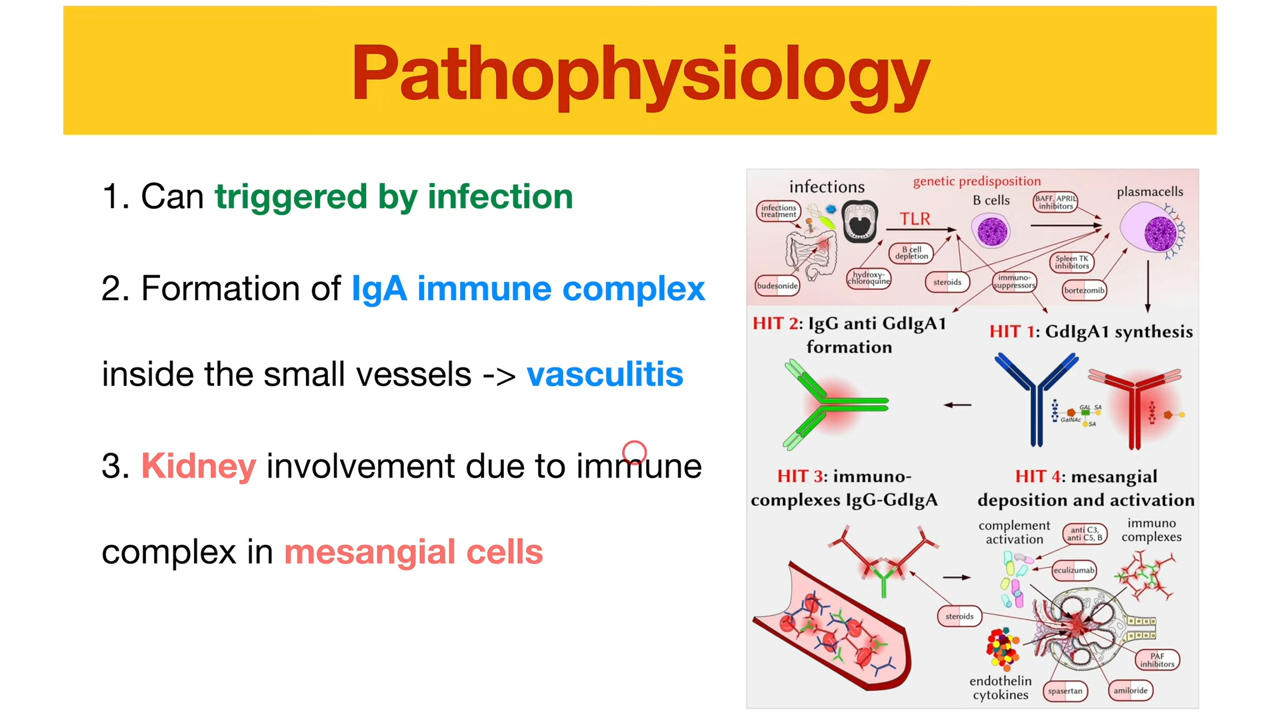 Pathophysiology
1. Can triggered by infection
2. Formation of IgA immune complex
inside the small vessels -> vasculitis
3. Kidney involvement due to immune
complex in mesangial cells
infections
genetic predisposition
B cells
plasmacells
infections
treatment
TLR
BAFF, APRIL
inhibitors
B cell
depletion
Spleen TK
inhibitors
budesonide
hydroxy-
chloroquine
steroids
immuno-
suppressors
bortezomib
HIT 2: IgG anti GdIgA1
formation
HIT 1: GdIgA1 synthesis
GalNAc
GAL
SA
SA
HIT 3: immuno-
complexes IgG-GdIgA
HIT 4: mesangial
deposition and activation
complement
activation
anti C3,
anti C5, B
immuno
complexes
eculizumab
steroids
endothelin
cytokines
PAF
inhibitors
spasertan
amiloride